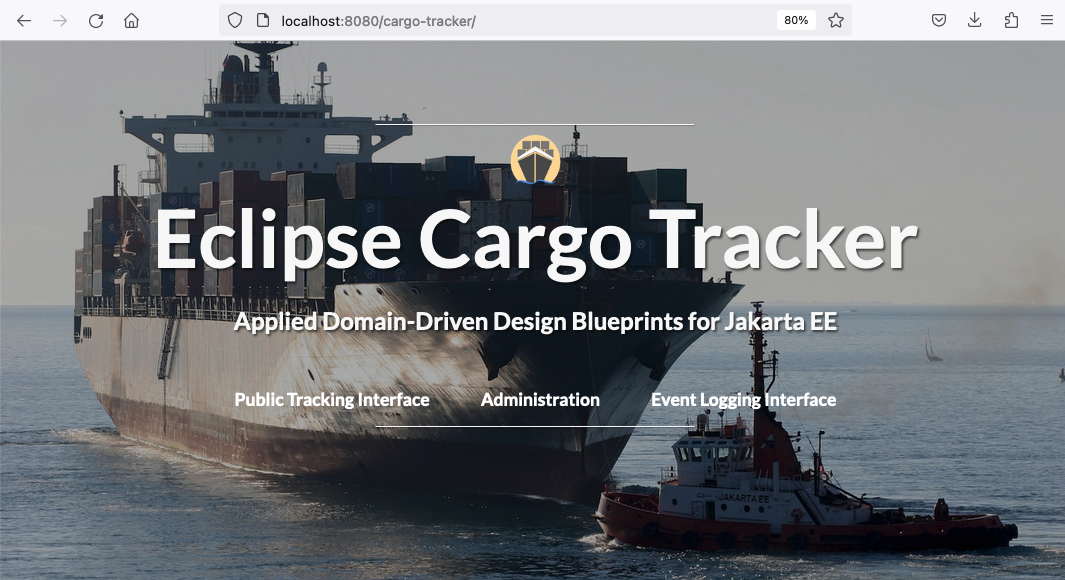 localhost:8080/cargo-tracker/ 80%
Eclipse Cargo Tracker
Applied Domain-Driven Design Blueprints for Jakarta EE
Public Tracking Interface Administration Event Logging Interface
JAKARTA EE